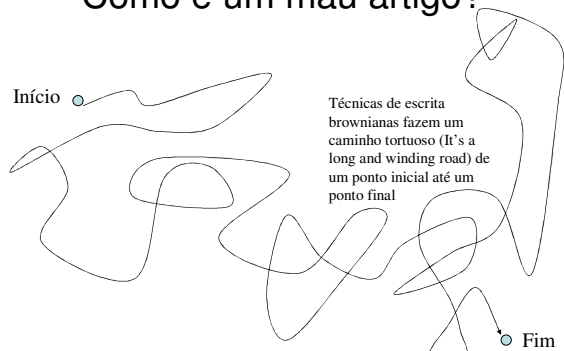 Como é um mau artigo?
Início
Técnicas de escrita
brownianas fazem um
caminho tortuoso (It's a
long and winding road) de
um ponto inicial até um
ponto final
Fim